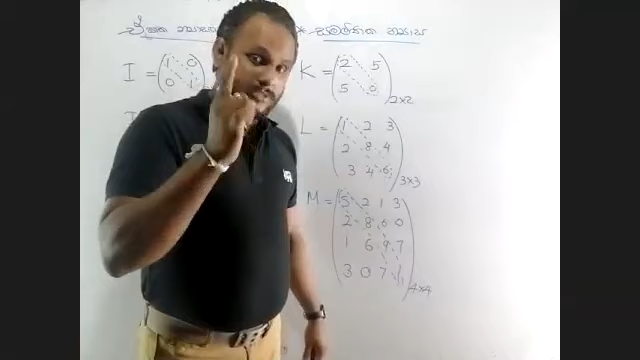 න්‍යාස * සමමිතික න්‍යාස
I = (1 0
0 1)
K = (2 5
5 0)2×2
L = (1 2 3
2 8 4
3 4 6)3×3
M = (5 2 1 3
2 8 6 0
1 6 9 7
3 0 7 1)4×4